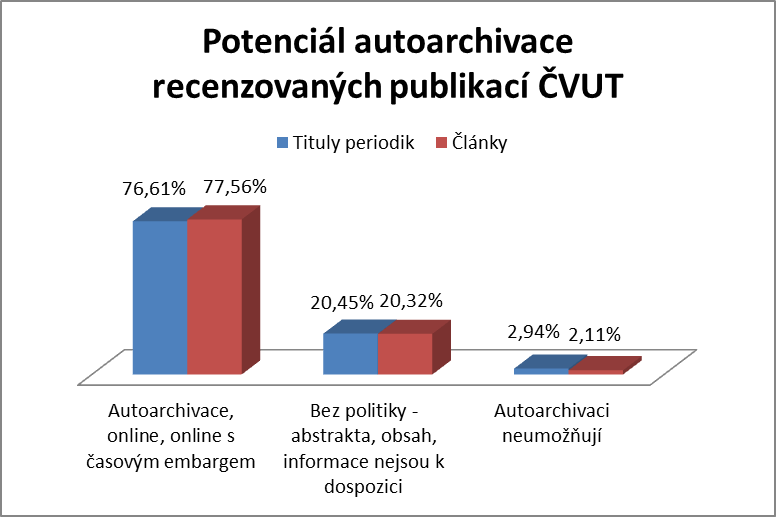 Potenciál autoarchivace
recenzovaných publikací ČVUT
Tituly periodik
Články
76,61%
77,56%
20,45%
20,32%
2,94%
2,11%
Autoarchivace,
online, online s
časovým embargem
Bez politiky -
abstrakta, obsah,
informace nejsou k
dospozici
Autoarchivaci
neumožňují